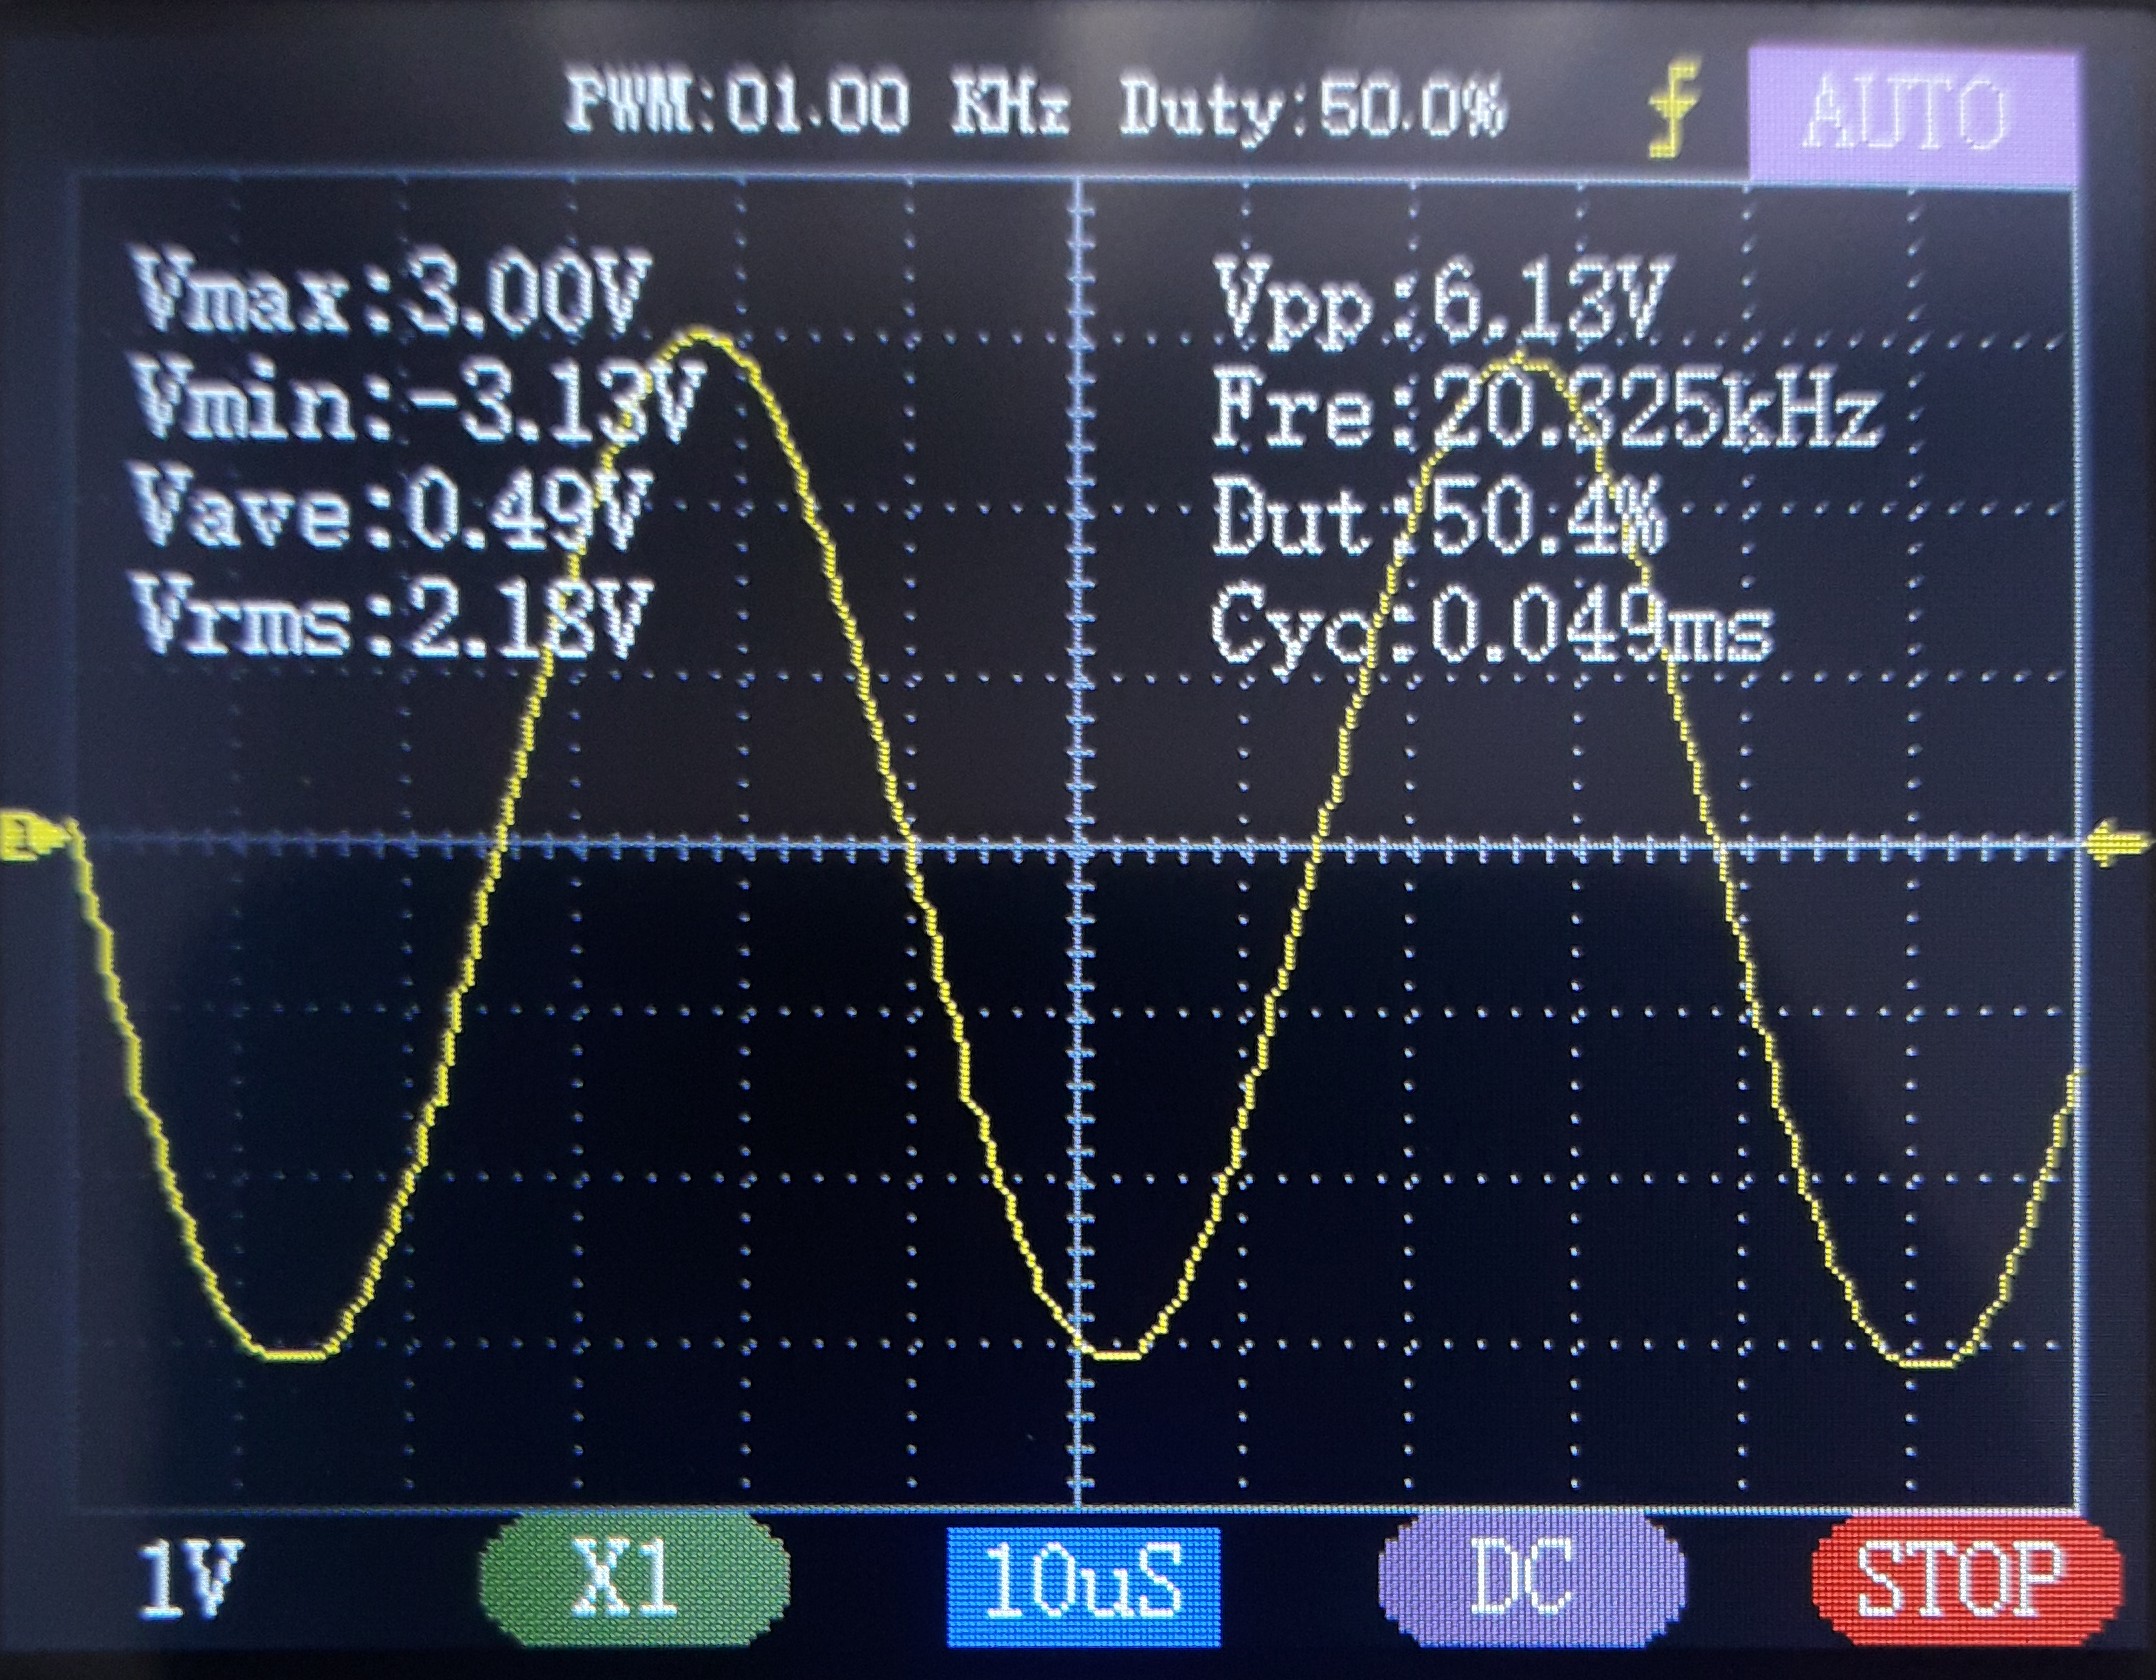 PWM:01.00 KHz Duty:50.0%
AUTO
Vmax:3.00V
Vpp:6.13V
Vmin:-3.13V
Fre:20.325kHz
Vave:0.49V
Dut:50.4%
Vrms:2.18V
Cyc:0.049ms
1
1V
X1
10uS
DC
STOP